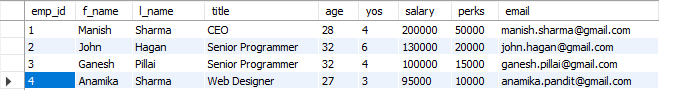 emp_id f_name l_name title age yos salary perks email
1 Manish Sharma CEO 28 4 200000 50000 manish.sharma@gmail.com
2 John Hagan Senior Programmer 32 6 130000 20000 john.hagan@gmail.com
3 Ganesh Pillai Senior Programmer 32 4 100000 15000 ganesh.pillai@gmail.com
4 Anamika Sharma Web Designer 27 3 95000 10000 anamika.pandit@gmail.com